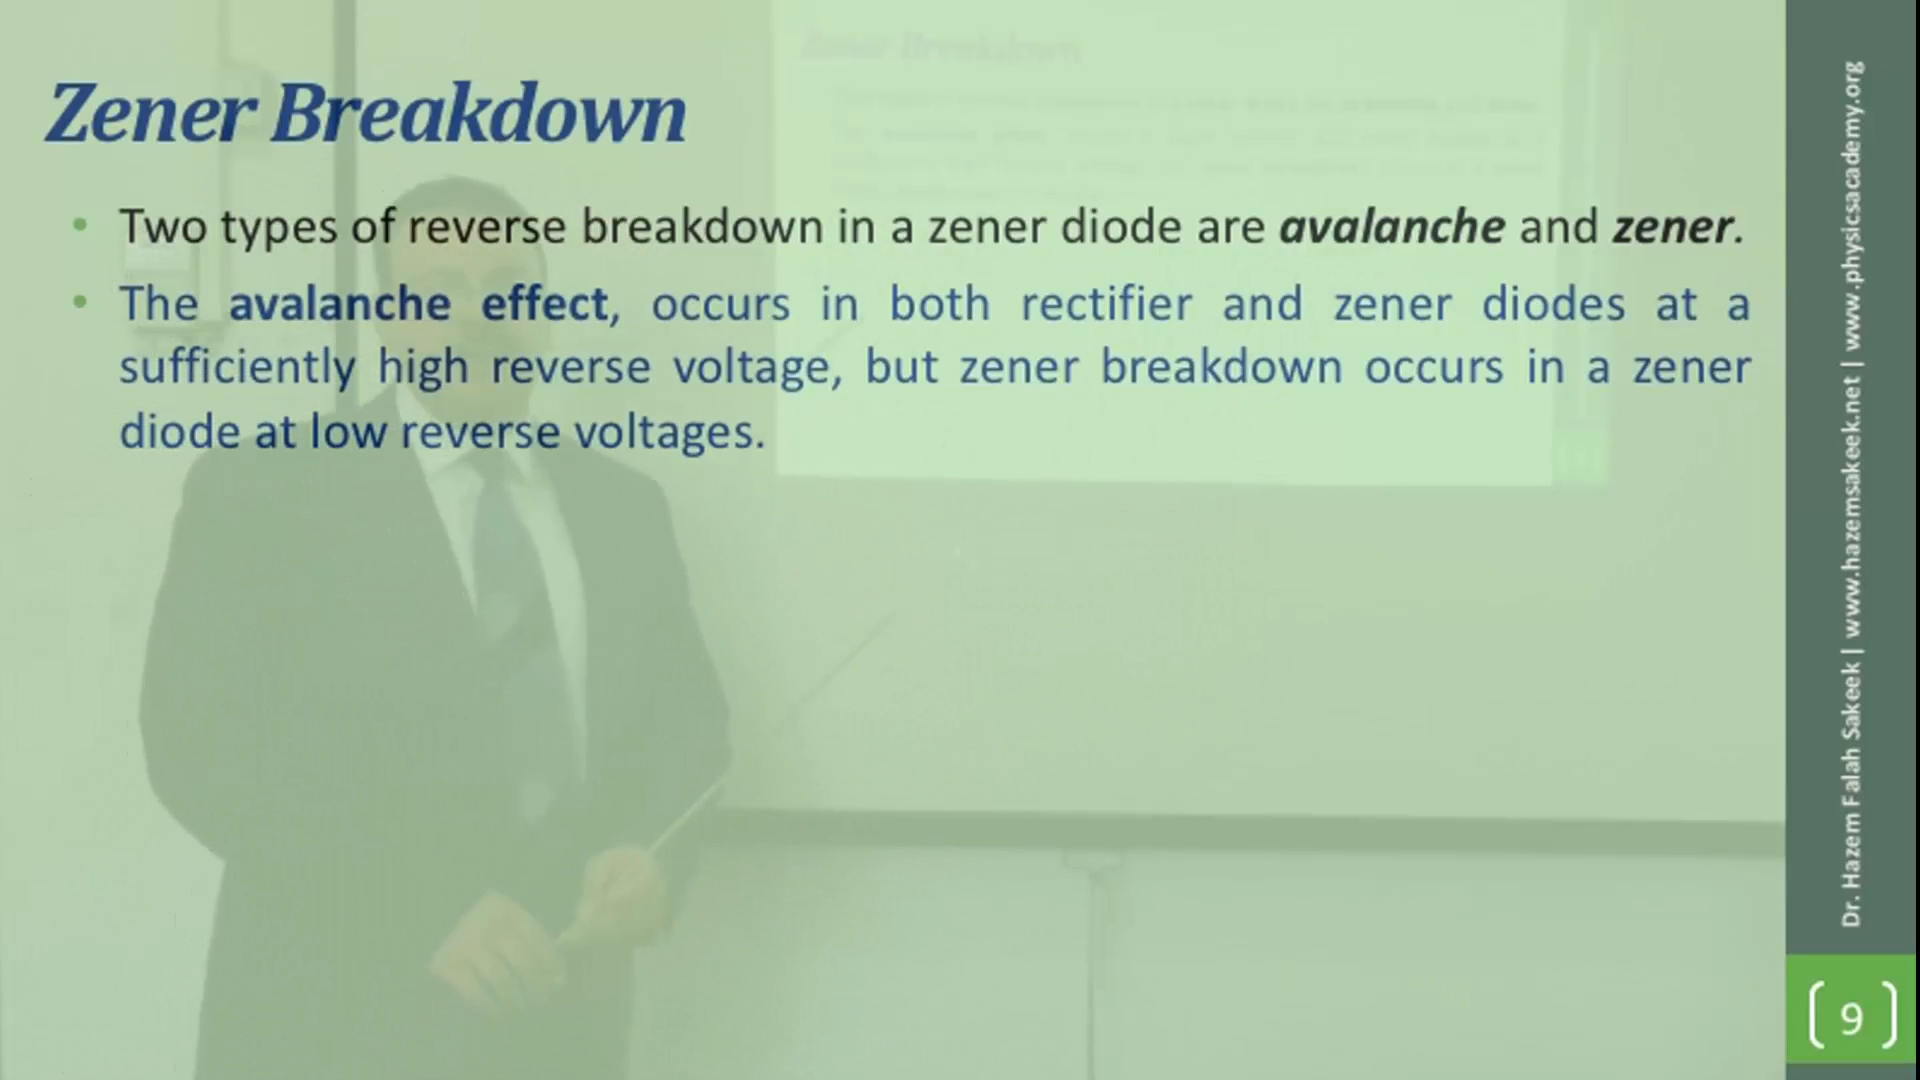 Zener Breakdown
• Two types of reverse breakdown in a zener diode are avalanche and zener.
• The avalanche effect, occurs in both rectifier and zener diodes at a
sufficiently high reverse voltage, but zener breakdown occurs in a zener
diode at low reverse voltages.
Dr. Hazem Falah Sakeek | www.hazemsakeek.net | www.physicsacademy.org
9